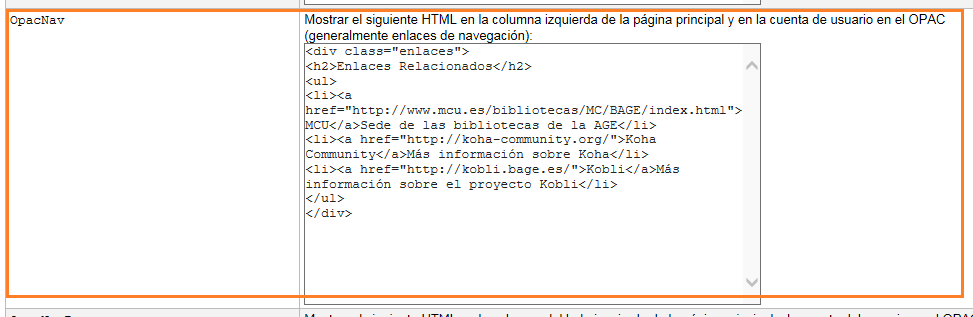 OpacNav
Mostrar el siguiente HTML en la columna izquierda de la página principal y en la cuenta de usuario en el OPAC
(generalmente enlaces de navegación):
<div class="enlaces">
<h2>Enlaces Relacionados</h2>
<ul>
<li><a
href="http://www.mcu.es/bibliotecas/MC/BAGE/index.html">
MCU</a>Sede de las bibliotecas de la AGE</li>
<li><a href="http://koha-community.org/">Koha
Community</a>Más información sobre Koha</li>
<li><a href="http://kobli.bage.es/">Kobli</a>Más
información sobre el proyecto Kobli</li>
</ul>
</div>